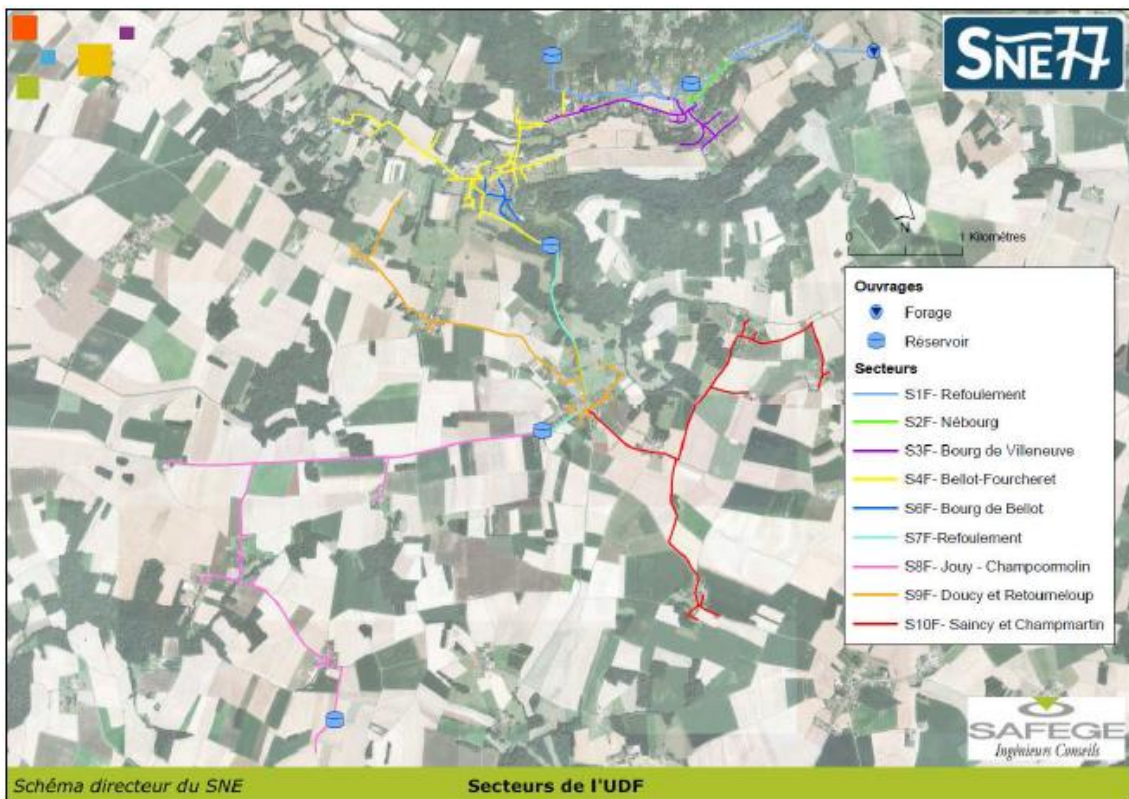 SNE77
N
0 1 Kilomètres
Ouvrages
Forage
Réservoir
Secteurs
S1F- Refoulement
S2F- Nébourg
S3F- Bourg de Villeneuve
S4F- Bellot-Fourcheret
S6F- Bourg de Bellot
S7F-Refoulement
S8F- Jouy - Champcormolin
S9F- Doucy et Retourneloup
S10F- Saincy et Champmartin
SAFEGE
Ingénieurs Conseils
Schéma directeur du SNE
Secteurs de l'UDF